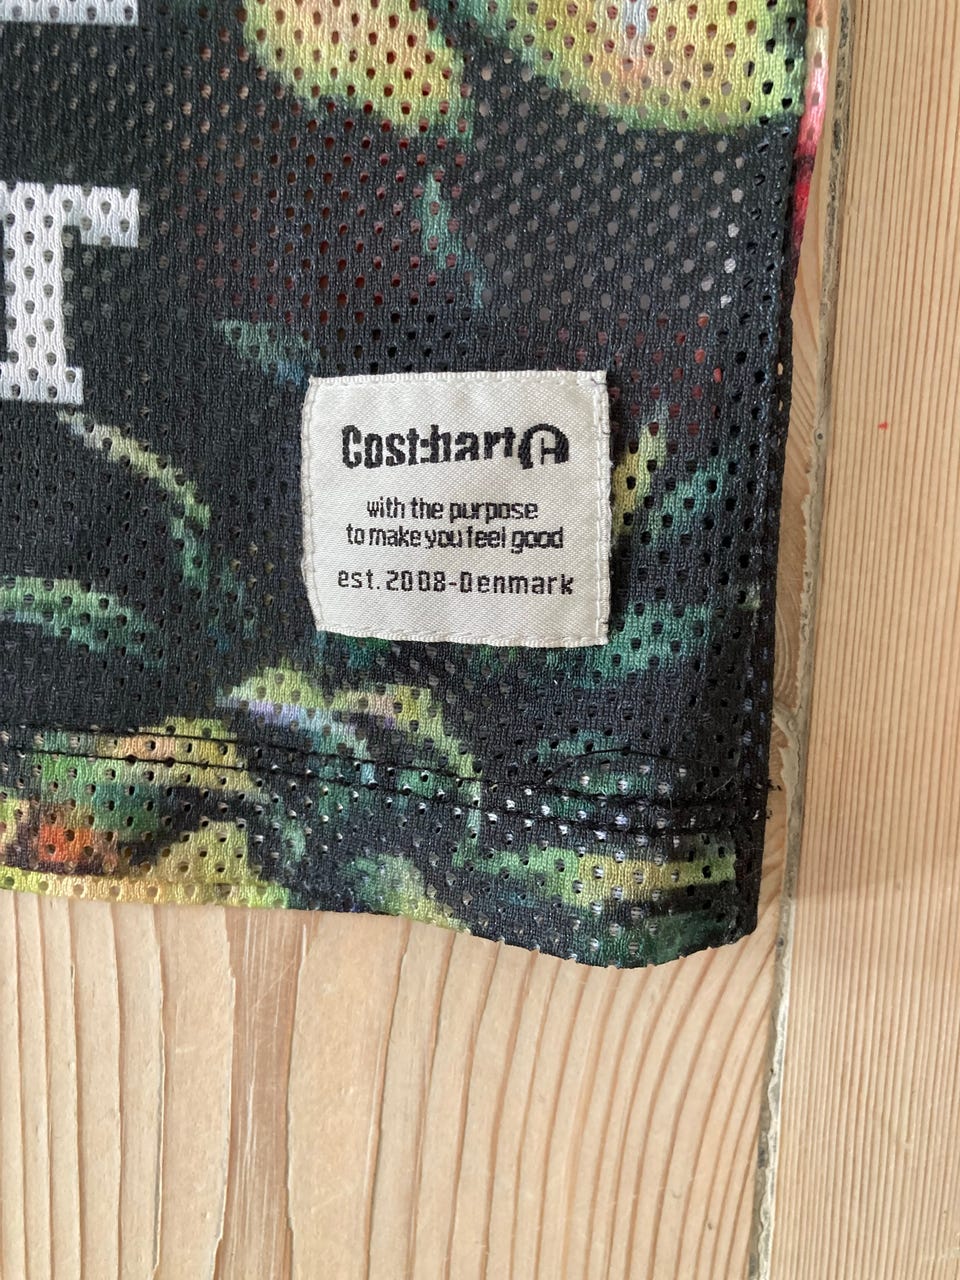 T
Cost:bart
with the purpose
to make you feel good
est. 2008-Denmark